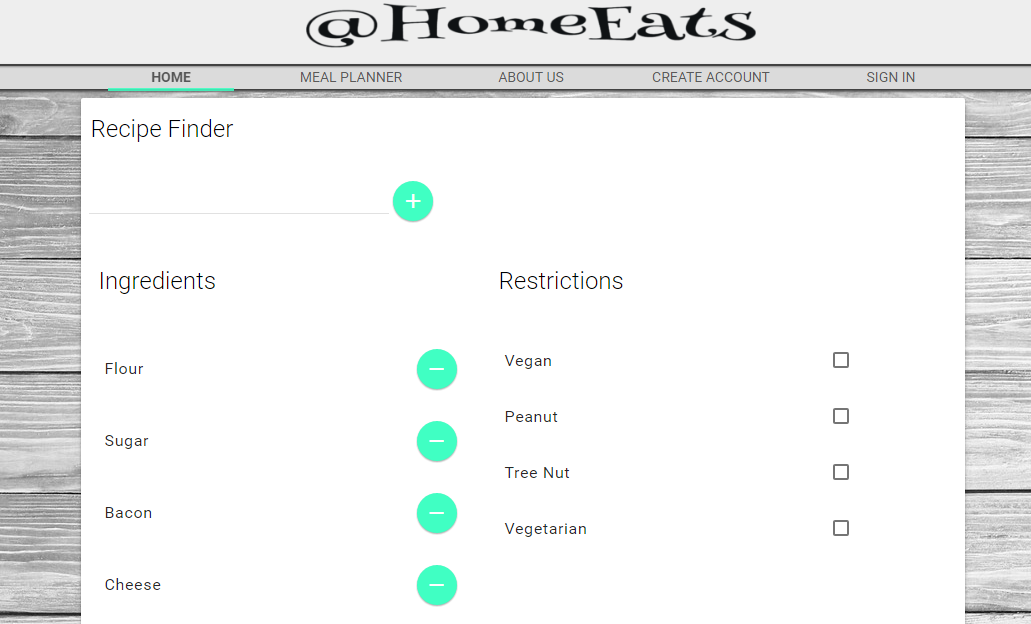 @HomeEats
HOME MEAL PLANNER ABOUT US CREATE ACCOUNT SIGN IN
Recipe Finder
Ingredients Restrictions
Flour
Sugar
Bacon
Cheese
Vegan
Peanut
Tree Nut
Vegetarian